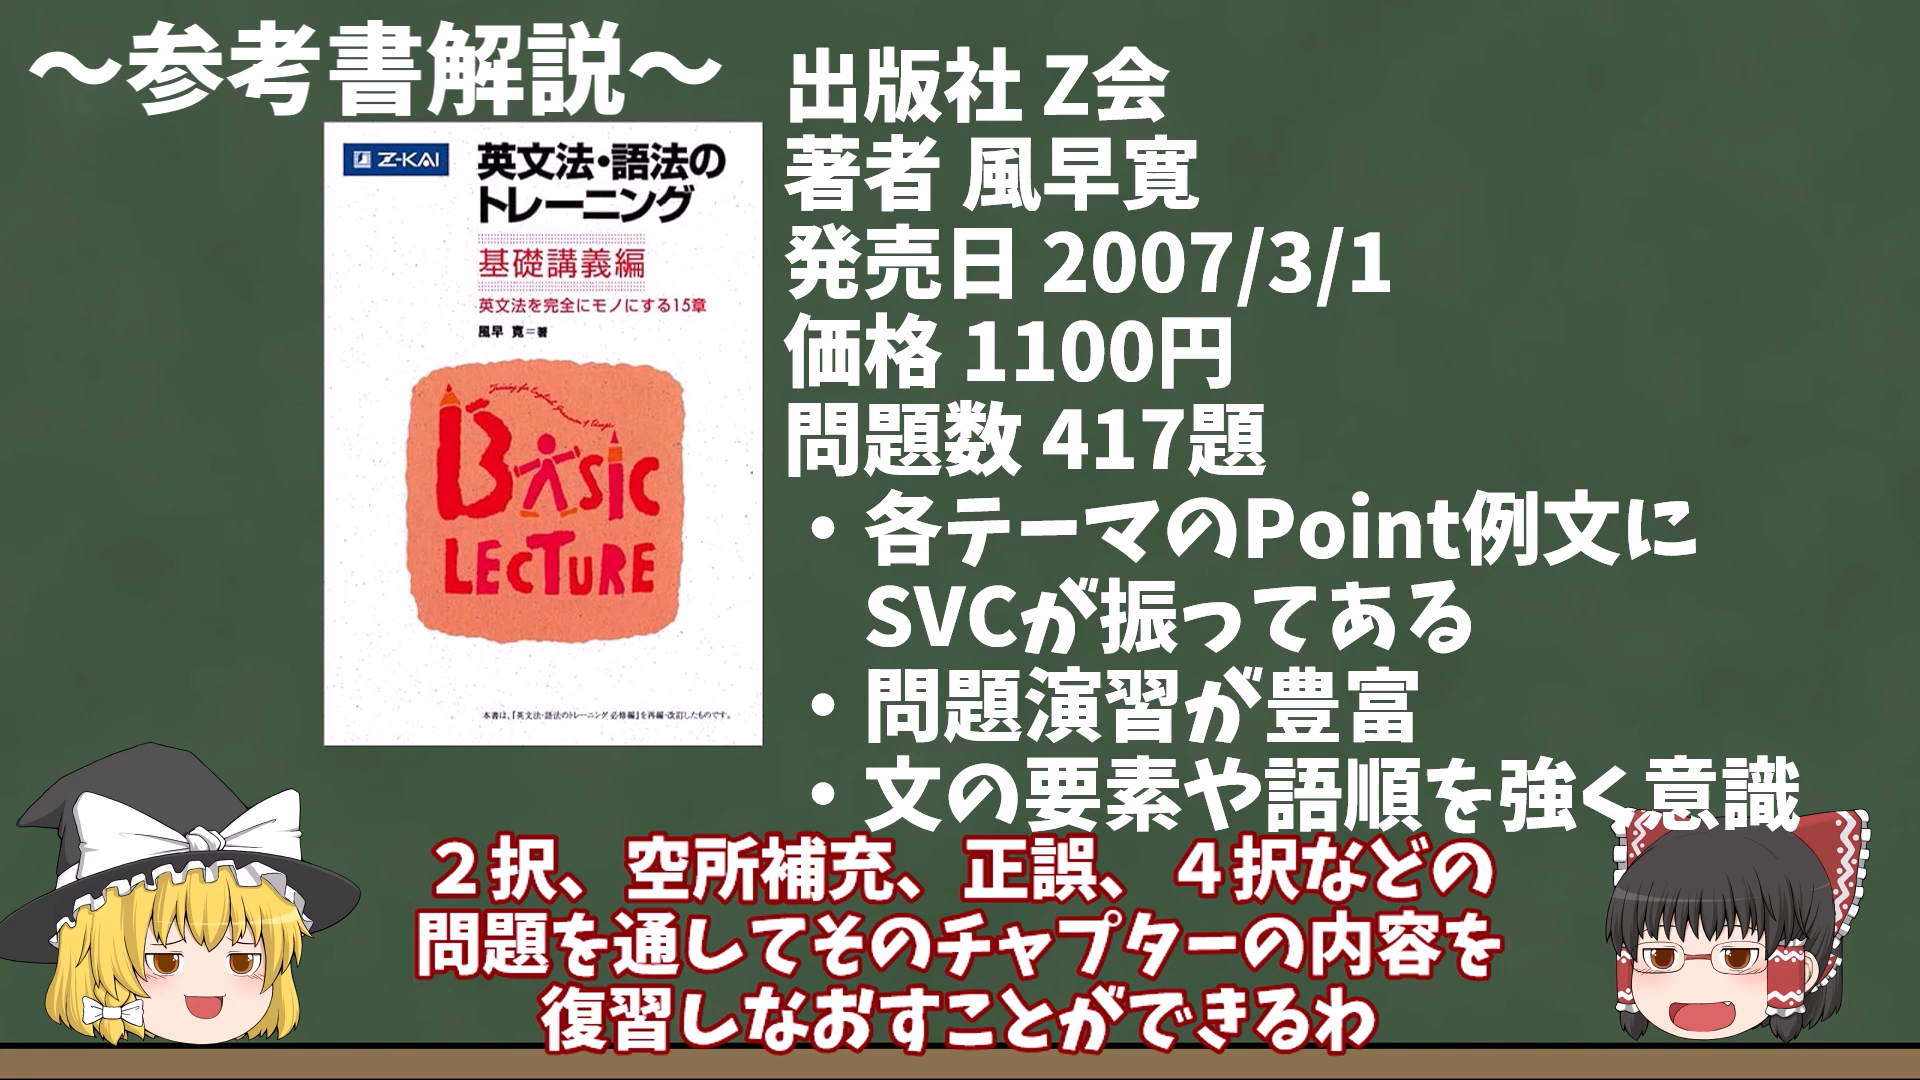 ～参考書解説～
Z-KAI
英文法・語法の
トレーニング
基礎講義編
英文法を完全にモノにする15章
風早 寛=著
BASIC
LECTURE
本書は、『英文法・語法のトレーニング 必修編』を再編・改訂したものです。
出版社 Z会
著者 風早寛
発売日 2007/3/1
価格 1100円
問題数 417題
・各テーマのPoint例文に
SVCが振ってある
・問題演習が豊富
・文の要素や語順を強く意識
２択、空所補充、正誤、４択などの
問題を通してそのチャプターの内容を
復習しなおすことができるわ